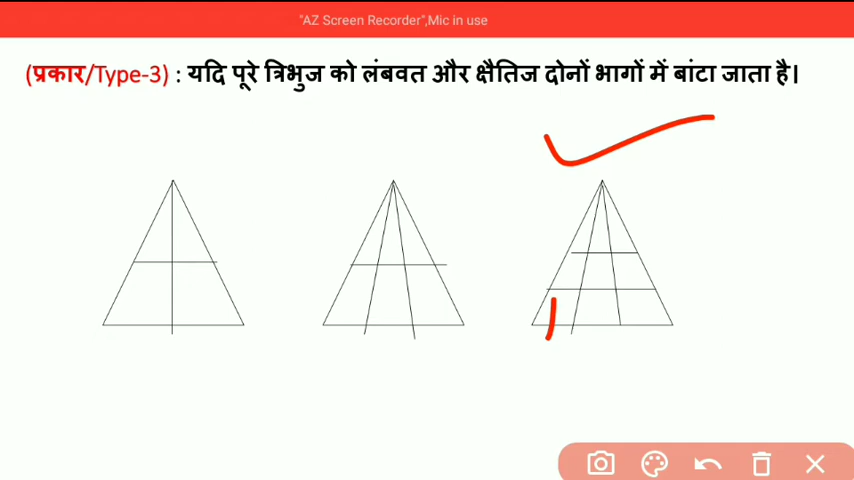 "AZ Screen Recorder",Mic in use
(प्रकार/Type-3) : यदि पूरे त्रिभुज को लंबवत और क्षैतिज दोनों भागों में बांटा जाता है।